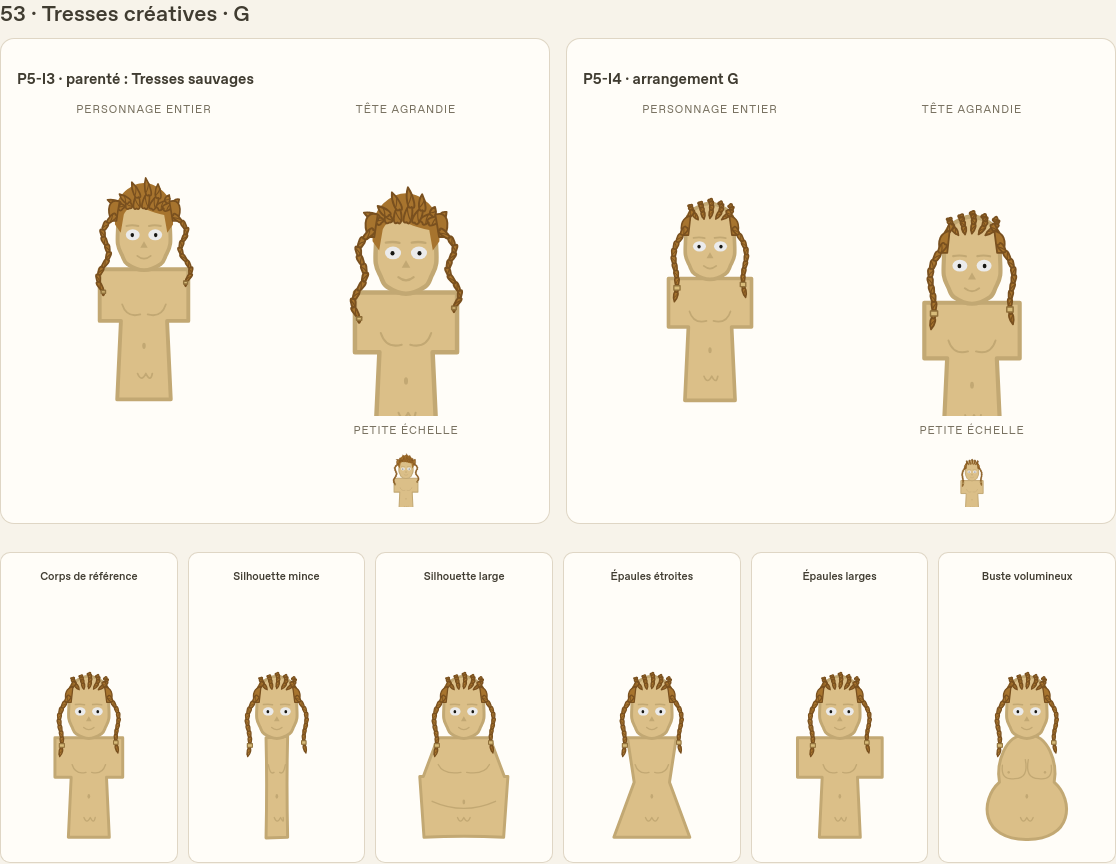 53 · Tresses créatives · G
P5-I3 · parenté : Tresses sauvages
PERSONNAGE ENTIER
TÊTE AGRANDIE
PETITE ÉCHELLE
P5-I4 · arrangement G
PERSONNAGE ENTIER
TÊTE AGRANDIE
PETITE ÉCHELLE
Corps de référence
Silhouette mince
Silhouette large
Épaules étroites
Épaules larges
Buste volumineux